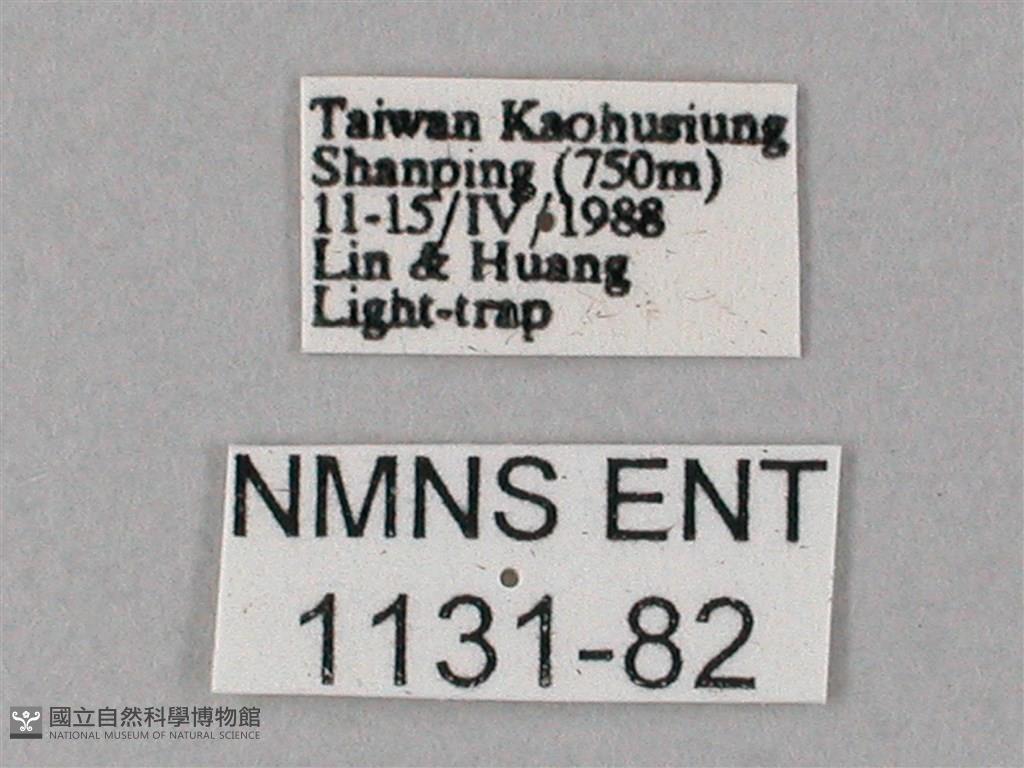 Taiwan Kaohusiung
Shanping (750m)
11-15/IV/1988
Lin & Huang
Light-trap
NMNS ENT
1131-82
國立自然科學博物館
NATIONAL MUSEUM OF NATURAL SCIENCE